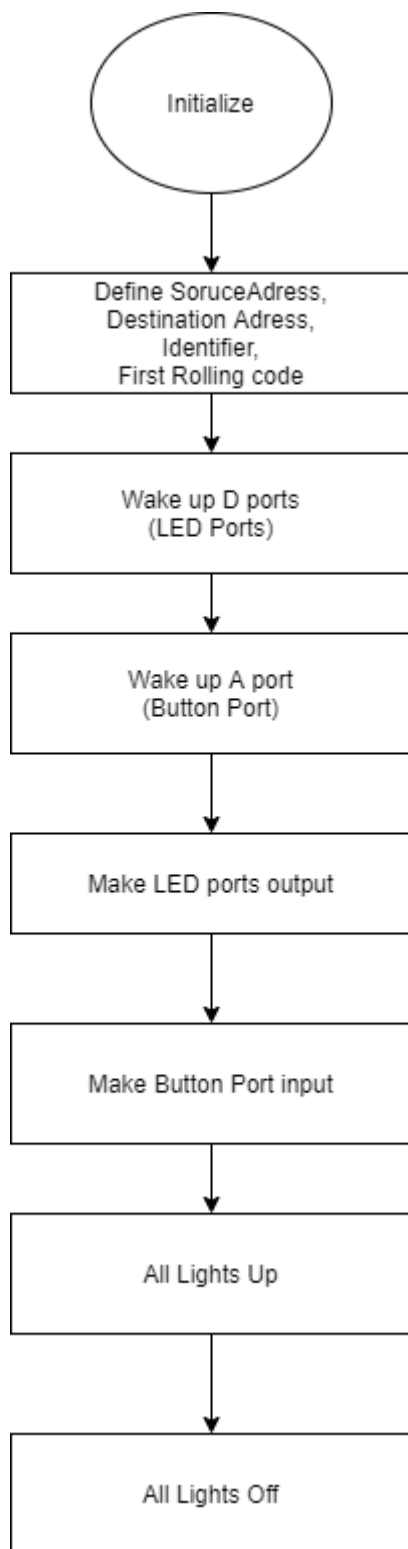 Initialize
Define SoruceAdress,
Destination Adress,
Identifier,
First Rolling code
Wake up D ports
(LED Ports)
Wake up A port
(Button Port)
Make LED ports output
Make Button Port input
All Lights Up
All Lights Off